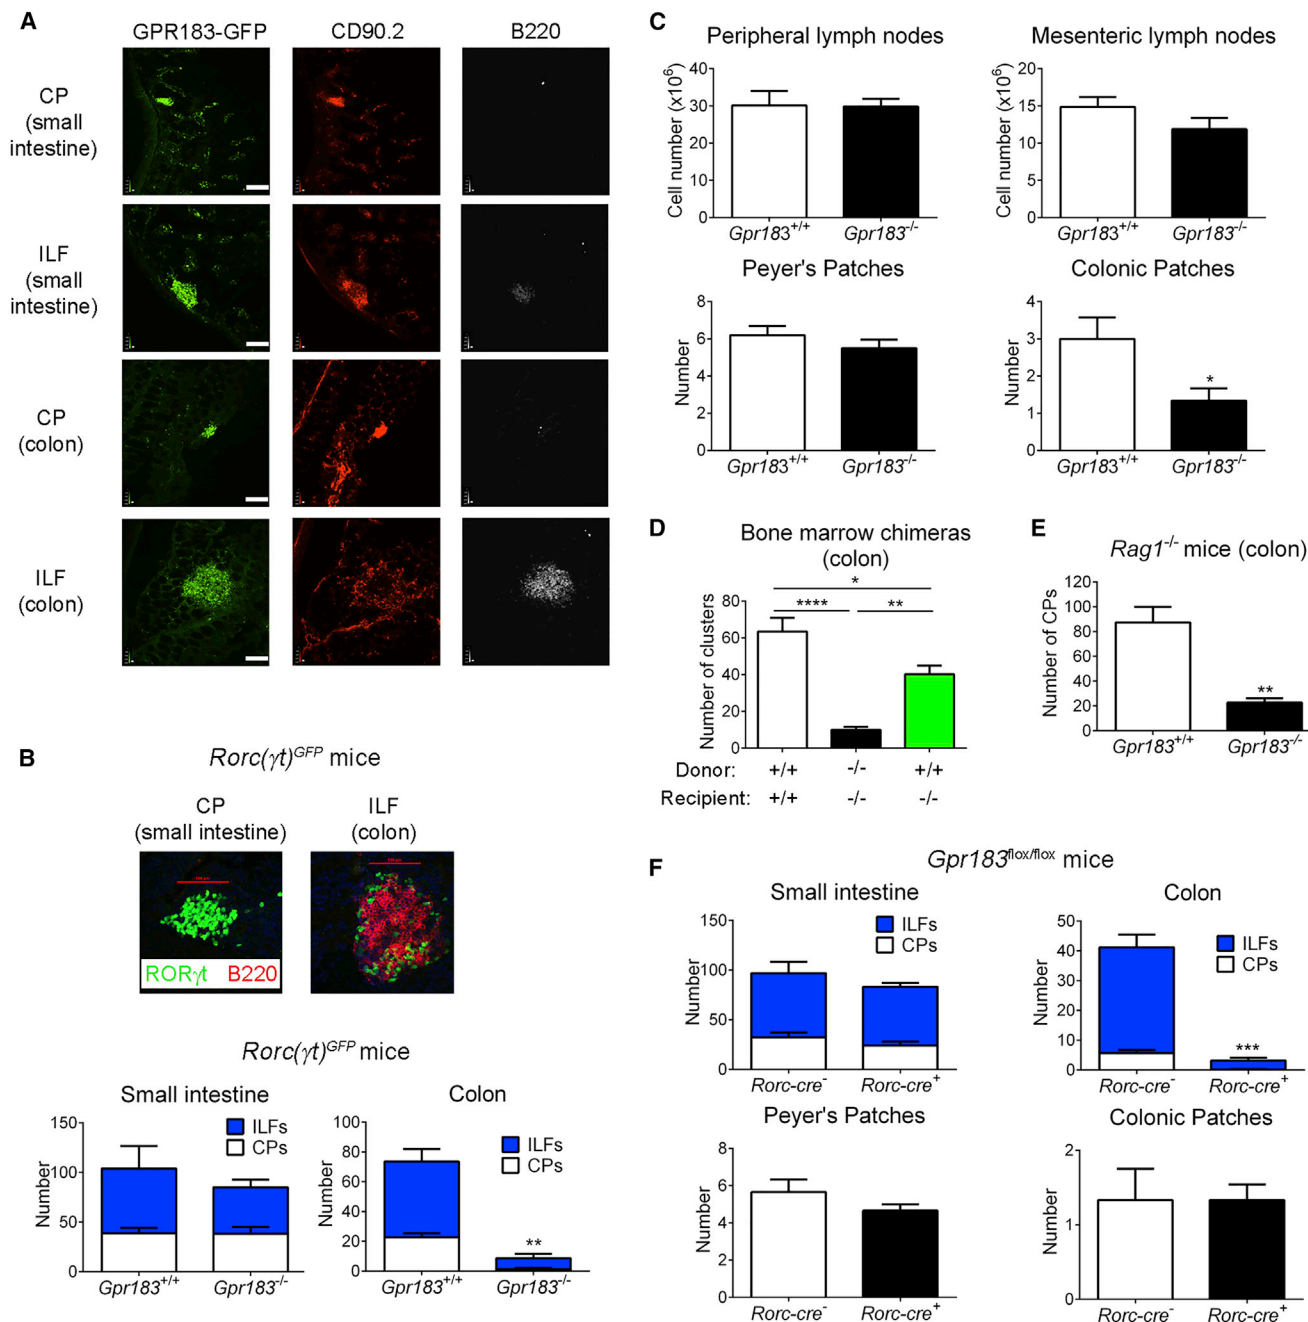 A
GPR183-GFP CD90.2 B220
CP
(small
intestine)
ILF
(small
intestine)
CP
(colon)
ILF
(colon)
B
Rorc(γt)^GFP mice
CP
(small intestine)
ILF
(colon)
RORγt B220
Rorc(γt)^GFP mice
Small intestine
Number
150
100
50
0
ILFs
CPs
Gpr183+/+ Gpr183-/-
Colon
Number
100
80
60
40
20
0
ILFs
CPs
**
Gpr183+/+ Gpr183-/-
C
Peripheral lymph nodes
Cell number (x10⁶)
40
30
20
10
0
Gpr183+/+ Gpr183-/-
Mesenteric lymph nodes
Cell number (x10⁶)
20
15
10
5
0
Gpr183+/+ Gpr183-/-
Peyer's Patches
Number
8
6
4
2
0
Gpr183+/+ Gpr183-/-
Colonic Patches
Number
4
3
2
1
0
*
Gpr183+/+ Gpr183-/-
D
Bone marrow chimeras
(colon)
*
**** **
Number of clusters
80
60
40
20
0
Donor: +/+ -/- +/+
Recipient: +/+ -/- -/-
E
Rag1-/- mice (colon)
Number of CPs
120
100
80
60
40
20
0
**
Gpr183+/+ Gpr183-/-
F
Gpr183flox/flox mice
Small intestine
Number
150
100
50
0
ILFs
CPs
Rorc-cre- Rorc-cre+
Colon
Number
50
40
30
20
10
0
ILFs
CPs
***
Rorc-cre- Rorc-cre+
Peyer's Patches
Number
8
6
4
2
0
Rorc-cre- Rorc-cre+
Colonic Patches
Number
2
1
0
Rorc-cre- Rorc-cre+